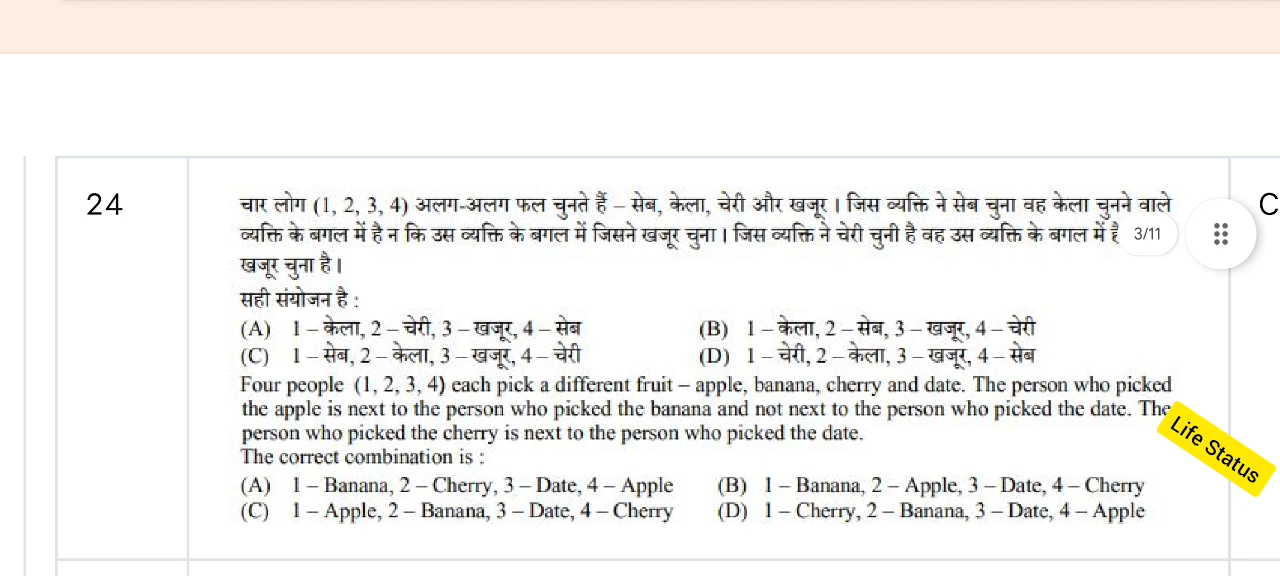 24
चार लोग (1, 2, 3, 4) अलग-अलग फल चुनते हैं – सेब, केला, चेरी और खजूर । जिस व्यक्ति ने सेब चुना वह केला चुनने वाले
व्यक्ति के बगल में है न कि उस व्यक्ति के बगल में जिसने खजूर चुना । जिस व्यक्ति ने चेरी चुनी है वह उस व्यक्ति के बगल में
3/11
C
खजूर चुना है ।
सही संयोजन है :
(A) 1 – केला, 2 – चेरी, 3 – खजूर, 4 – सेब (B) 1 – केला, 2 – सेब, 3 – खजूर, 4 – चेरी
(C) 1 – सेब, 2 – केला, 3 – खजूर, 4 – चेरी (D) 1 – चेरी, 2 – केला, 3 – खजूर, 4 – सेब
Four people (1, 2, 3, 4) each pick a different fruit – apple, banana, cherry and date. The person who picked
the apple is next to the person who picked the banana and not next to the person who picked the date. The
person who picked the cherry is next to the person who picked the date.
Life Status
The correct combination is :
(A) 1 – Banana, 2 – Cherry, 3 – Date, 4 – Apple (B) 1 – Banana, 2 – Apple, 3 – Date, 4 – Cherry
(C) 1 – Apple, 2 – Banana, 3 – Date, 4 – Cherry (D) 1 – Cherry, 2 – Banana, 3 – Date, 4 – Apple